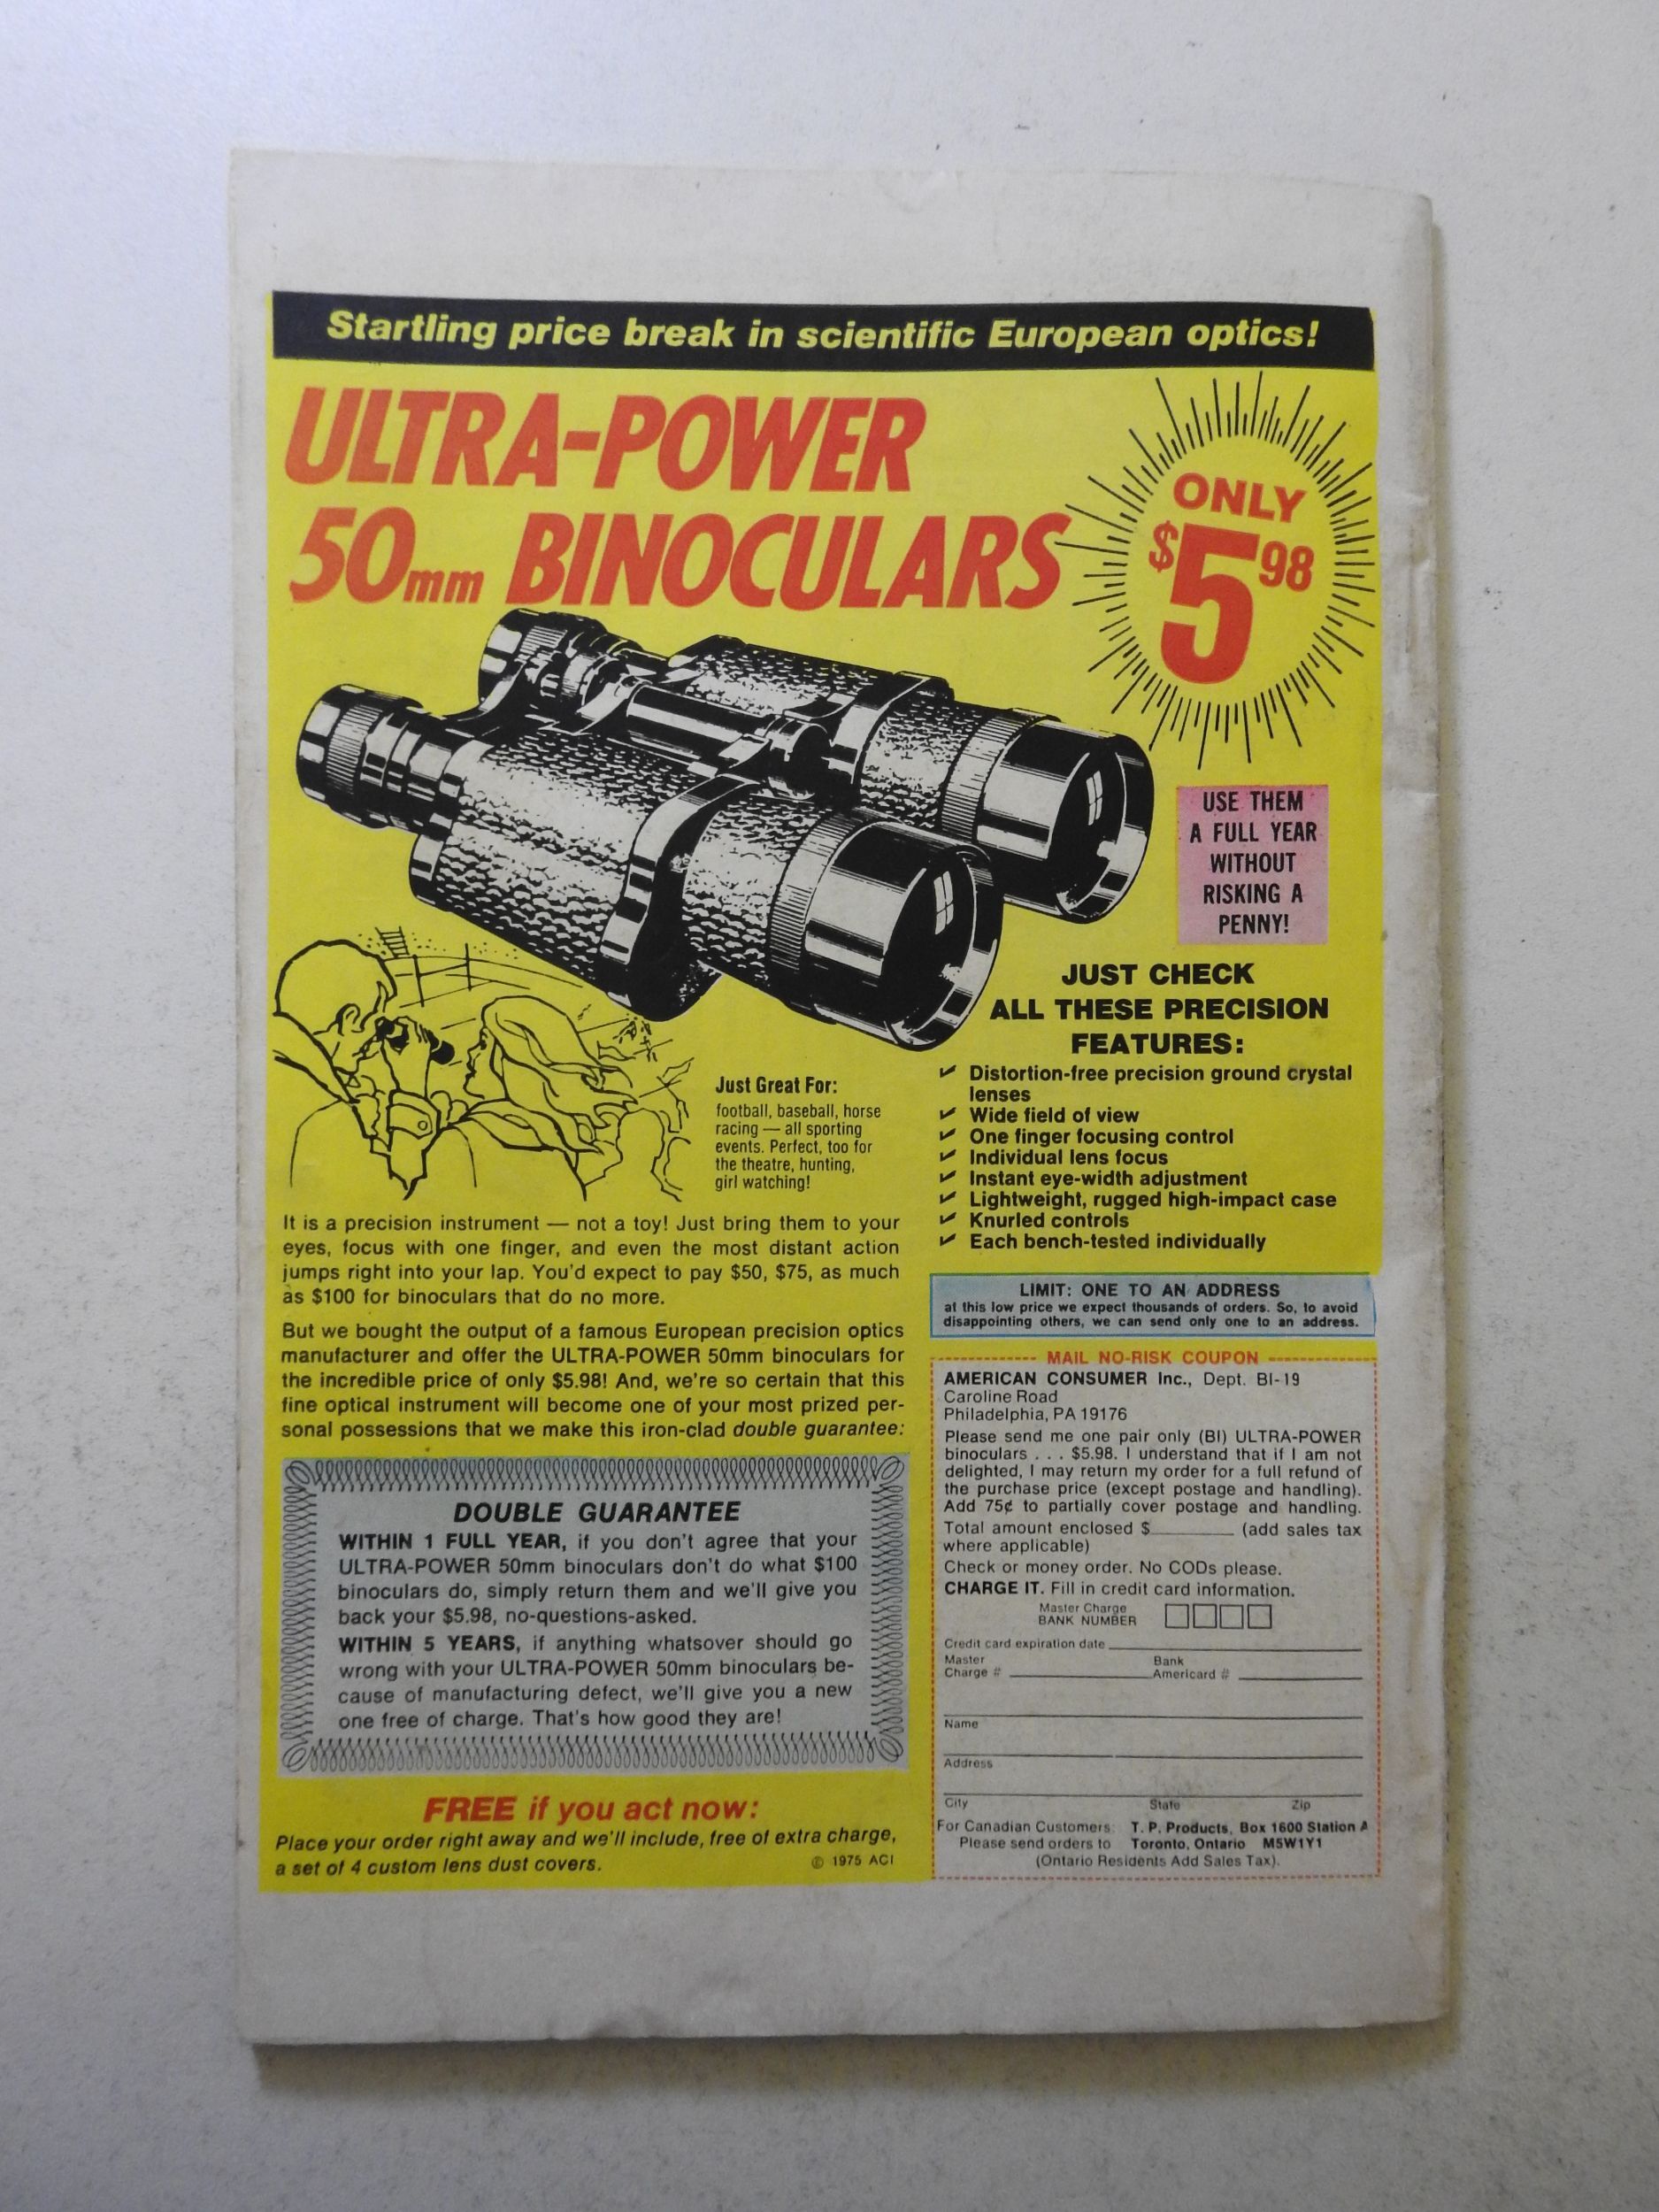 Startling price break in scientific European optics!
ULTRA-POWER
50mm BINOCULARS
ONLY
$5 98
USE THEM
A FULL YEAR
WITHOUT
RISKING A
PENNY!
JUST CHECK
ALL THESE PRECISION
FEATURES:
✓ Distortion-free precision ground crystal
lenses
✓ Wide field of view
✓ One finger focusing control
✓ Individual lens focus
✓ Instant eye-width adjustment
✓ Lightweight, rugged high-impact case
✓ Knurled controls
✓ Each bench-tested individually
Just Great For:
football, baseball, horse
racing — all sporting
events. Perfect, too for
the theatre, hunting,
girl watching!
It is a precision instrument — not a toy! Just bring them to your
eyes, focus with one finger, and even the most distant action
jumps right into your lap. You'd expect to pay $50, $75, as much
as $100 for binoculars that do no more.
But we bought the output of a famous European precision optics
manufacturer and offer the ULTRA-POWER 50mm binoculars for
the incredible price of only $5.98! And, we're so certain that this
fine optical instrument will become one of your most prized per-
sonal possessions that we make this iron-clad double guarantee:
DOUBLE GUARANTEE
WITHIN 1 FULL YEAR, if you don't agree that your
ULTRA-POWER 50mm binoculars don't do what $100
binoculars do, simply return them and we'll give you
back your $5.98, no-questions-asked.
WITHIN 5 YEARS, if anything whatsover should go
wrong with your ULTRA-POWER 50mm binoculars be-
cause of manufacturing defect, we'll give you a new
one free of charge. That's how good they are!
FREE if you act now:
Place your order right away and we'll include, free of extra charge,
a set of 4 custom lens dust covers.
© 1975 ACI
LIMIT: ONE TO AN ADDRESS
at this low price we expect thousands of orders. So, to avoid
disappointing others, we can send only one to an address.
MAIL NO-RISK COUPON
AMERICAN CONSUMER Inc., Dept. BI-19
Caroline Road
Philadelphia, PA 19176
Please send me one pair only (BI) ULTRA-POWER
binoculars . . . $5.98. I understand that if I am not
delighted, I may return my order for a full refund of
the purchase price (except postage and handling).
Add 75¢ to partially cover postage and handling.
Total amount enclosed $________ (add sales tax
where applicable)
Check or money order. No CODs please.
CHARGE IT. Fill in credit card information.
Master Charge
BANK NUMBER
Credit card expiration date
Master Bank
Charge # Americard #
Name
Address
City State Zip
For Canadian Customers: T. P. Products, Box 1600 Station A
Please send orders to Toronto, Ontario M5W1Y1
(Ontario Residents Add Sales Tax).